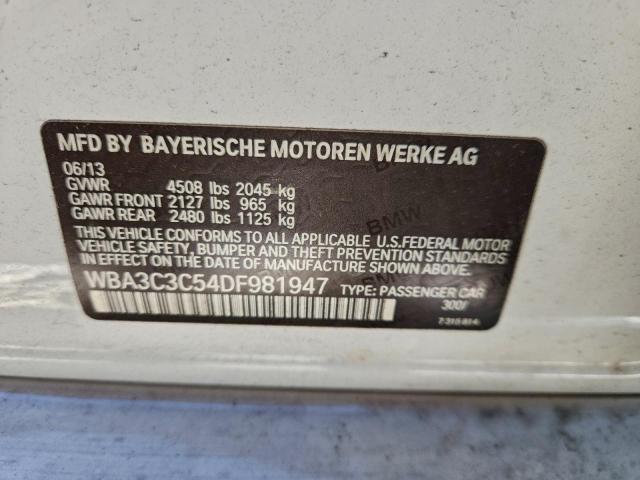 MFD BY BAYERISCHE MOTOREN WERKE AG
06/13
GVWR 4508 lbs 2045 kg
GAWR FRONT 2127 lbs 965 kg
GAWR REAR 2480 lbs 1125 kg
THIS VEHICLE CONFORMS TO ALL APPLICABLE U.S.FEDERAL MOTOR
VEHICLE SAFETY, BUMPER AND THEFT PREVENTION STANDARDS
IN EFFECT ON THE DATE OF MANUFACTURE SHOWN ABOVE.
WBA3C3C54DF981947 TYPE: PASSENGER CAR
300/
BMW